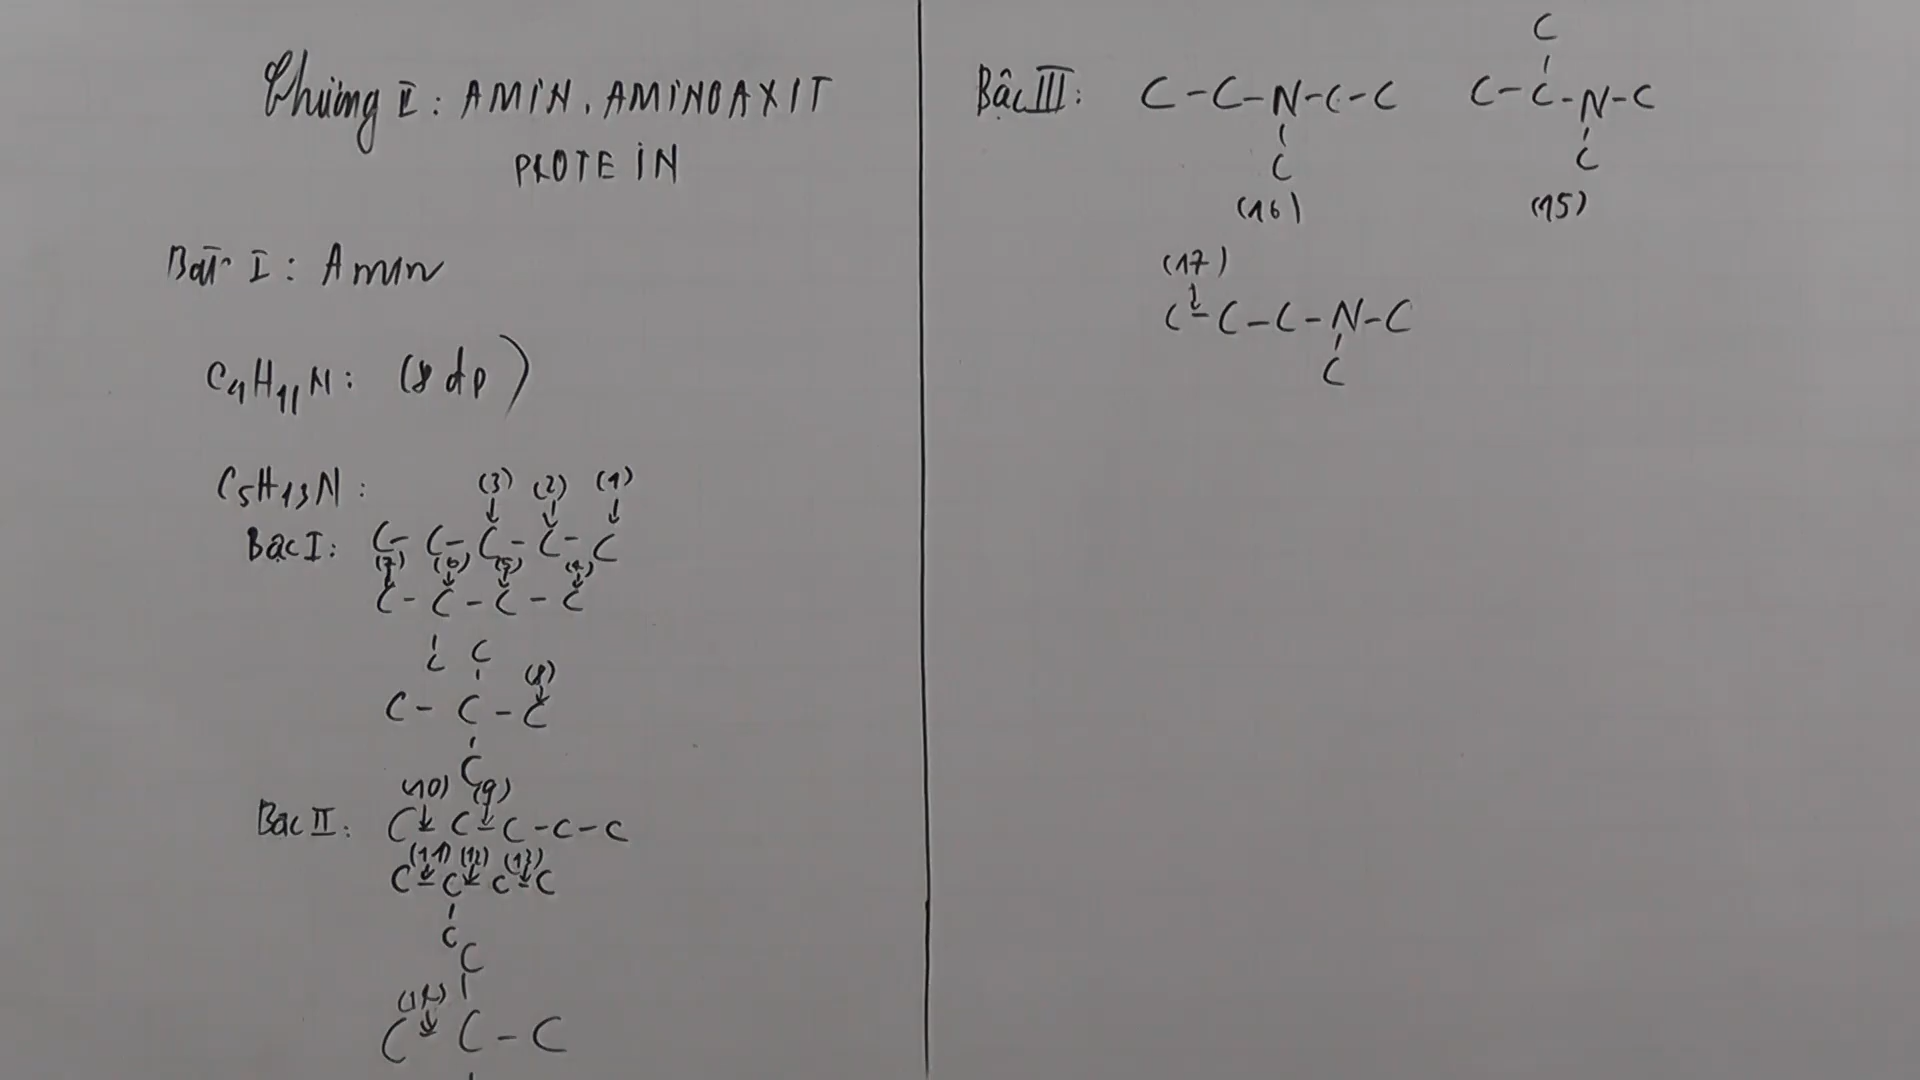 Chương I: AMIN, AMINOAXIT
PROTEIN
Bài I: Amin
C4H11N: (8 đp)
C5H13N:
(3) (2) (1)
Bậc I: C- C- C- C- C
(7) (6) (5) (4)
C- C - C - C
C C
(8)
C - C - C
C
(10) (9)
Bậc II: C - C - C - C - C
(11) (12) (13)
C - C - C - C
C
C
(14)
C - C - C
Bậc III: C - C - N - C - C
C
(16)
C
C - C - N - C
C
(15)
(17)
C - C - C - N - C
C